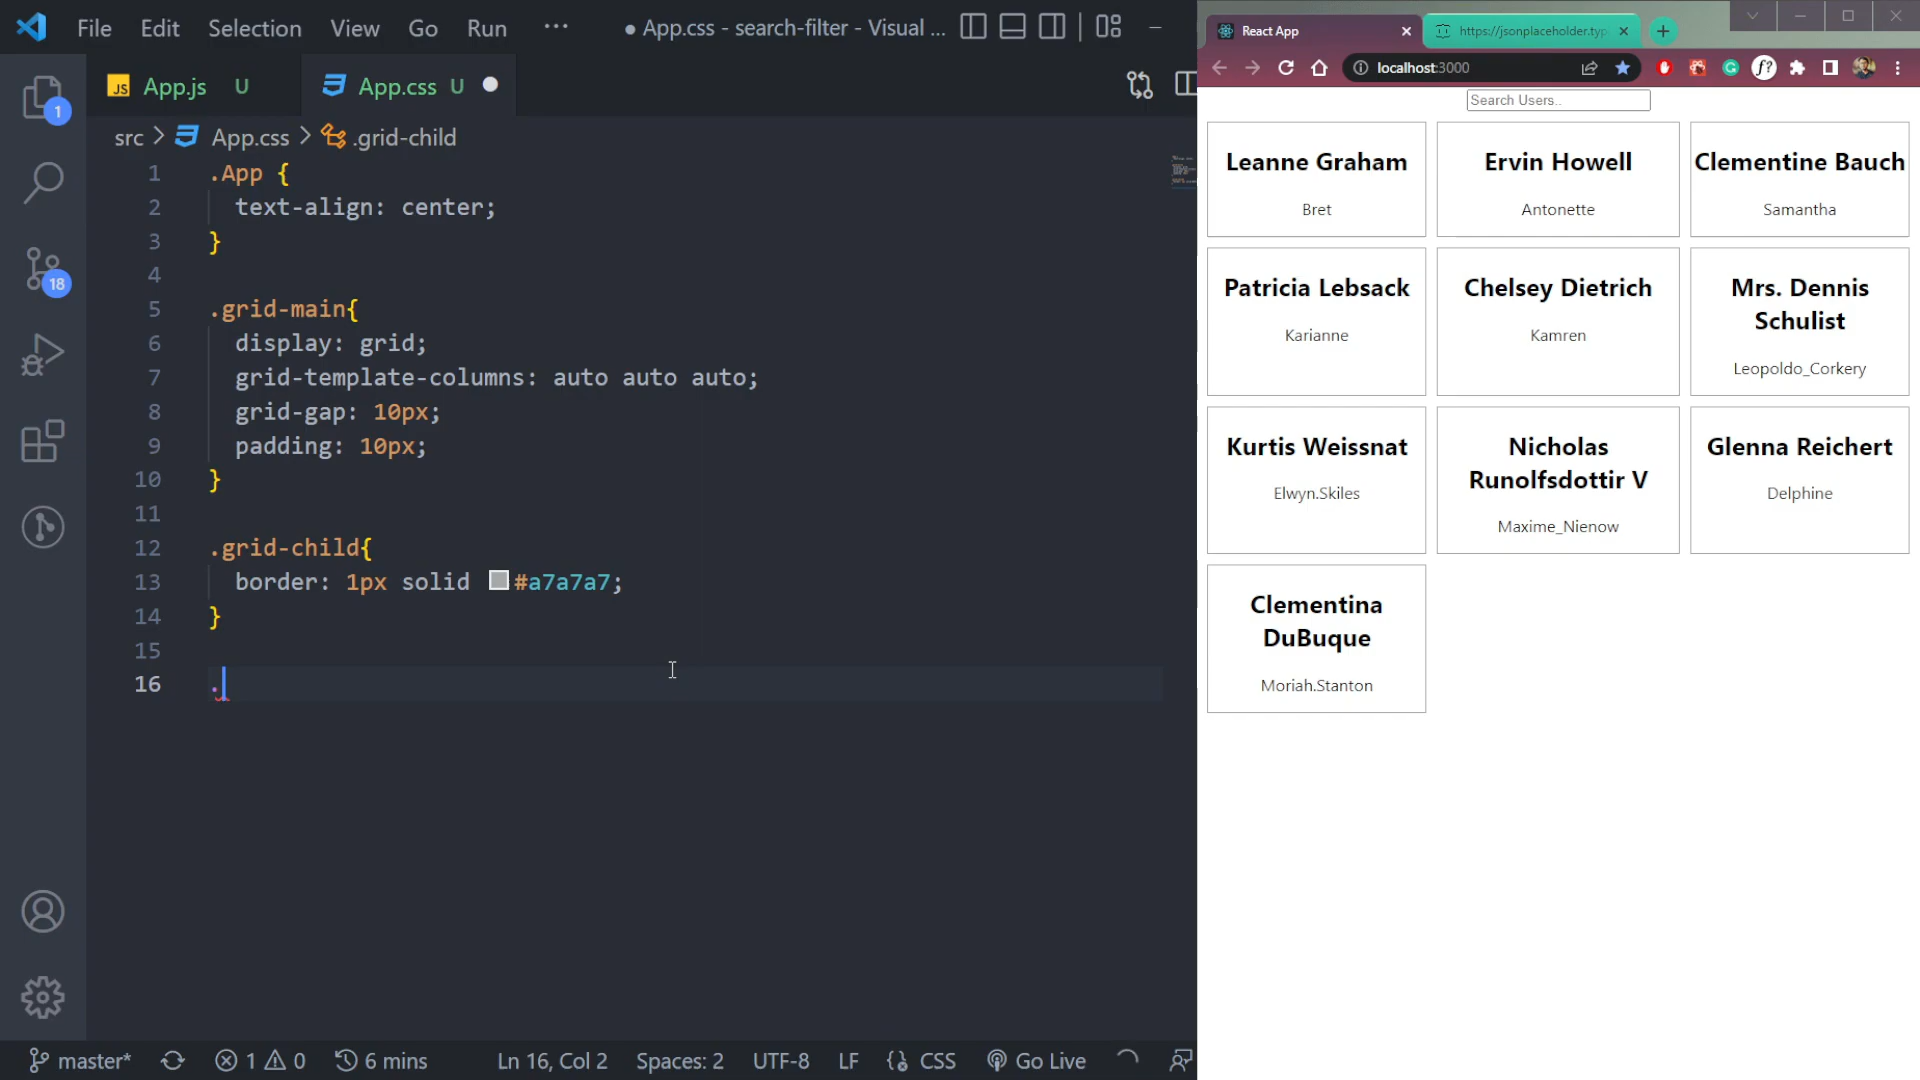 File Edit Selection View Go Run ··· ● App.css - search-filter - Visual ...
JS App.js U App.css U ●
src > App.css > .grid-child
1 .App {
2 text-align: center;
3 }
4
5 .grid-main{
6 display: grid;
7 grid-template-columns: auto auto auto;
8 grid-gap: 10px;
9 padding: 10px;
10 }
11
12 .grid-child{
13 border: 1px solid #a7a7a7;
14 }
15
16 .
1
18
master* 1 0 6 mins Ln 16, Col 2 Spaces: 2 UTF-8 LF CSS Go Live
React App https://jsonplaceholder.typ
localhost:3000
Search Users..
Leanne Graham
Bret
Ervin Howell
Antonette
Clementine Bauch
Samantha
Patricia Lebsack
Karianne
Chelsey Dietrich
Kamren
Mrs. Dennis
Schulist
Leopoldo_Corkery
Kurtis Weissnat
Elwyn.Skiles
Nicholas
Runolfsdottir V
Maxime_Nienow
Glenna Reichert
Delphine
Clementina
DuBuque
Moriah.Stanton